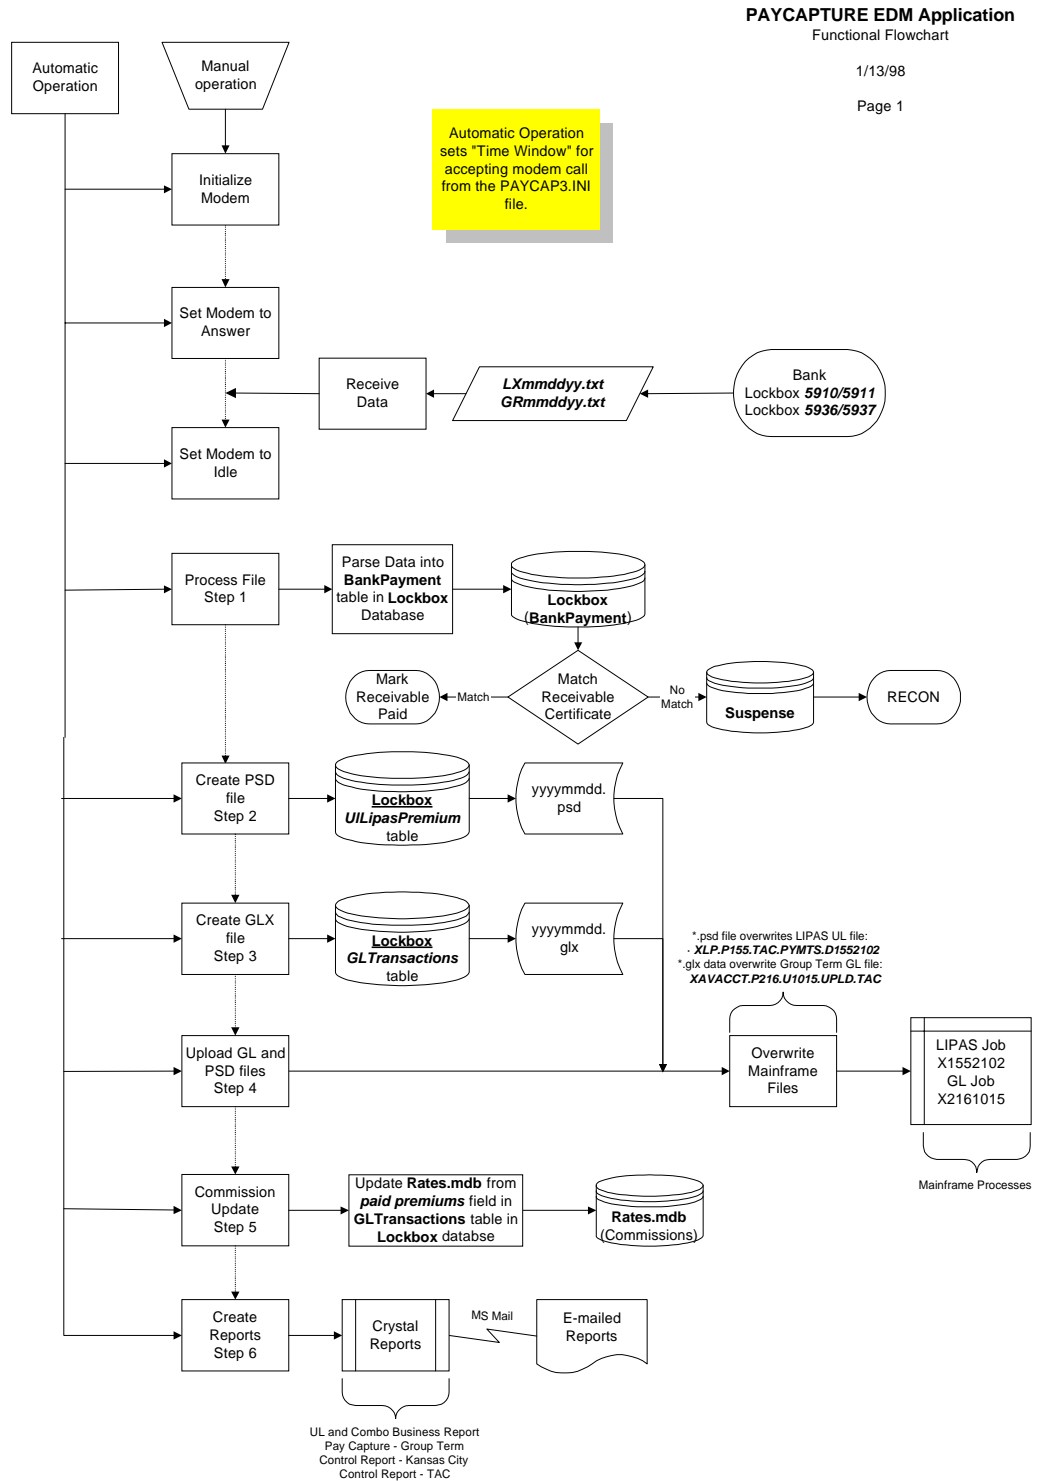 PAYCAPTURE EDM Application
Functional Flowchart
1/13/98
Page 1
Automatic
Operation
Manual
operation
Automatic Operation
sets "Time Window" for
accepting modem call
from the PAYCAP3.INI
file.
Initialize
Modem
Set Modem to
Answer
Receive
Data
LXmmddyy.txt
GRmmddyy.txt
Bank
Lockbox 5910/5911
Lockbox 5936/5937
Set Modem to
Idle
Process File
Step 1
Parse Data into
BankPayment
table in Lockbox
Database
Lockbox
(BankPayment)
Mark
Receivable
Paid
Match
Match
Receivable
Certificate
No
Match
Suspense
RECON
Create PSD
file
Step 2
Lockbox
UILipasPremium
table
yyyymmdd.
psd
Create GLX
file
Step 3
Lockbox
GLTransactions
table
yyyymmdd.
glx
*.psd file overwrites LIPAS UL file:
· XLP.P155.TAC.PYMTS.D1552102
*.glx data overwrite Group Term GL file:
XAVACCT.P216.U1015.UPLD.TAC
Upload GL and
PSD files
Step 4
Overwrite
Mainframe
Files
LIPAS Job
X1552102
GL Job
X2161015
Mainframe Processes
Commission
Update
Step 5
Update Rates.mdb from
paid premiums field in
GLTransactions table in
Lockbox databse
Rates.mdb
(Commissions)
Create
Reports
Step 6
Crystal
Reports
MS Mail
E-mailed
Reports
UL and Combo Business Report
Pay Capture - Group Term
Control Report - Kansas City
Control Report - TAC